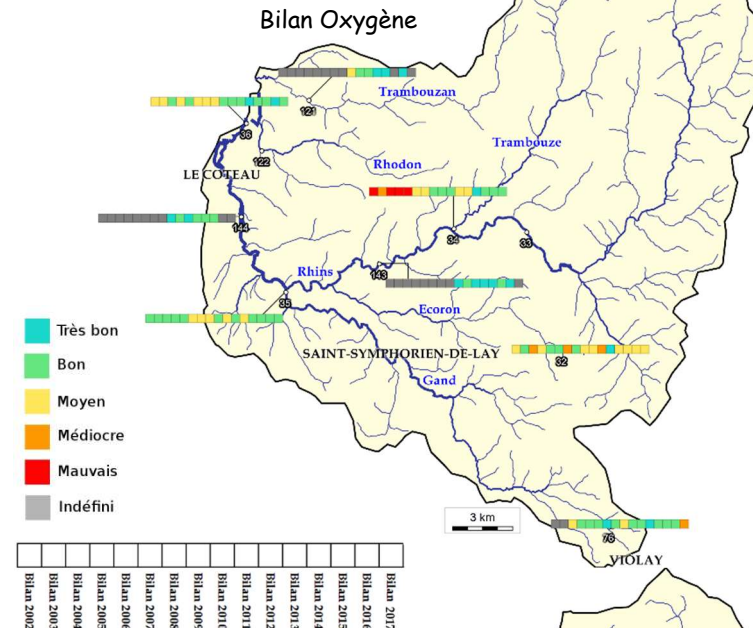 Bilan Oxygène
Trambouzan
121
36
Trambouze
122
Rhodon
LE COTEAU
144
34
33
Rhins
143
35
Ecoron
Très bon
SAINT-SYMPHORIEN-DE-LAY
Bon
32
Gand
Moyen
Médiocre
Mauvais
Indéfini
3 km
76
VIOLAY
Bilan 2002
Bilan 2003
Bilan 2004
Bilan 2005
Bilan 2006
Bilan 2007
Bilan 2008
Bilan 2009
Bilan 2010
Bilan 2011
Bilan 2012
Bilan 2013
Bilan 2014
Bilan 2015
Bilan 2016
Bilan 2017